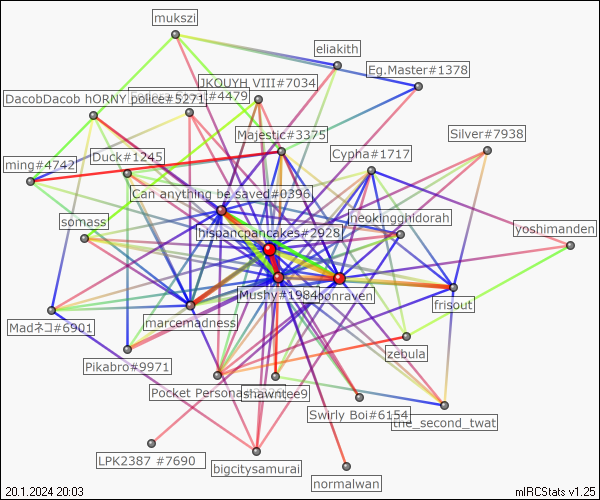 mukszi
eliakith
Eg.Master#1378
JKOUYH VIII#7034
#4479
DacobDacob hORNY police#5271
Majestic#3375
Silver#7938
Cypha#1717
Duck#1245
ming#4742
Can anything be saved#0396
neokingghidorah
somass
yoshimanden
hispancpancakes#2928
Mushy#1984
onraven
frisout
marcemadness
Madネコ#6901
zebula
Pikabro#9971
Pocket Persona
shawntee9
Swirly Boi#6154
the_second_twat
LPK2387 #7690
bigcitysamurai
normalwan
20.1.2024 20:03
mIRCStats v1.25